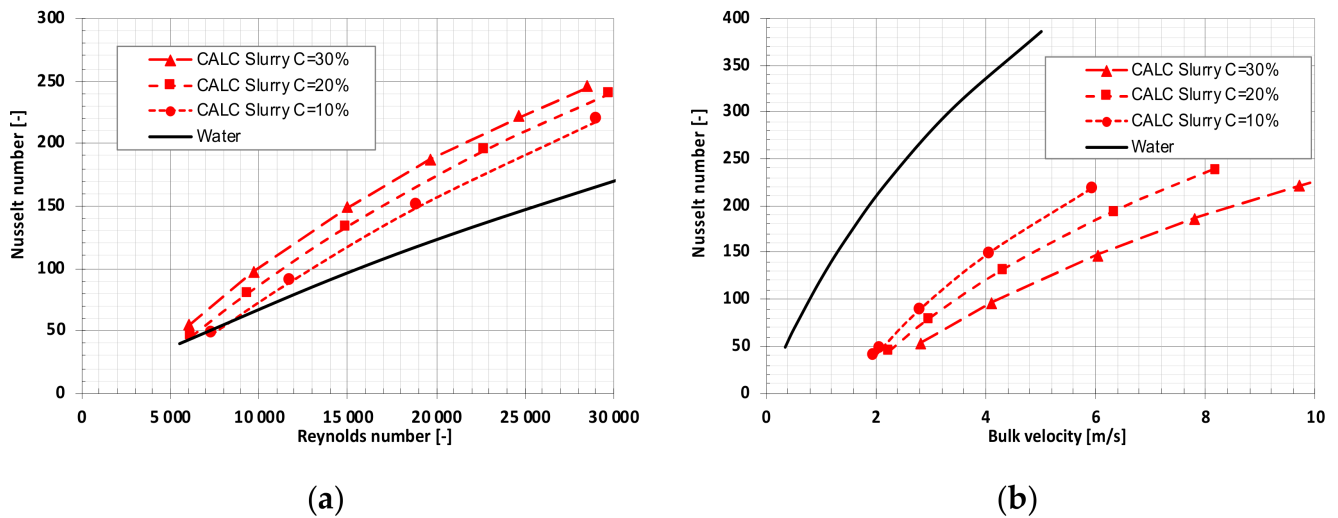 300
250
200
150
100
50
0
Nusselt number [-]
CALC Slurry C=30%
CALC Slurry C=20%
CALC Slurry C=10%
Water
0
5 000
10 000
15 000
20 000
25 000
30 000
Reynolds number [-]
(a)
400
350
300
250
200
150
100
50
0
Nusselt number [-]
CALC Slurry C=30%
CALC Slurry C=20%
CALC Slurry C=10%
Water
0
2
4
6
8
10
Bulk velocity [m/s]
(b)